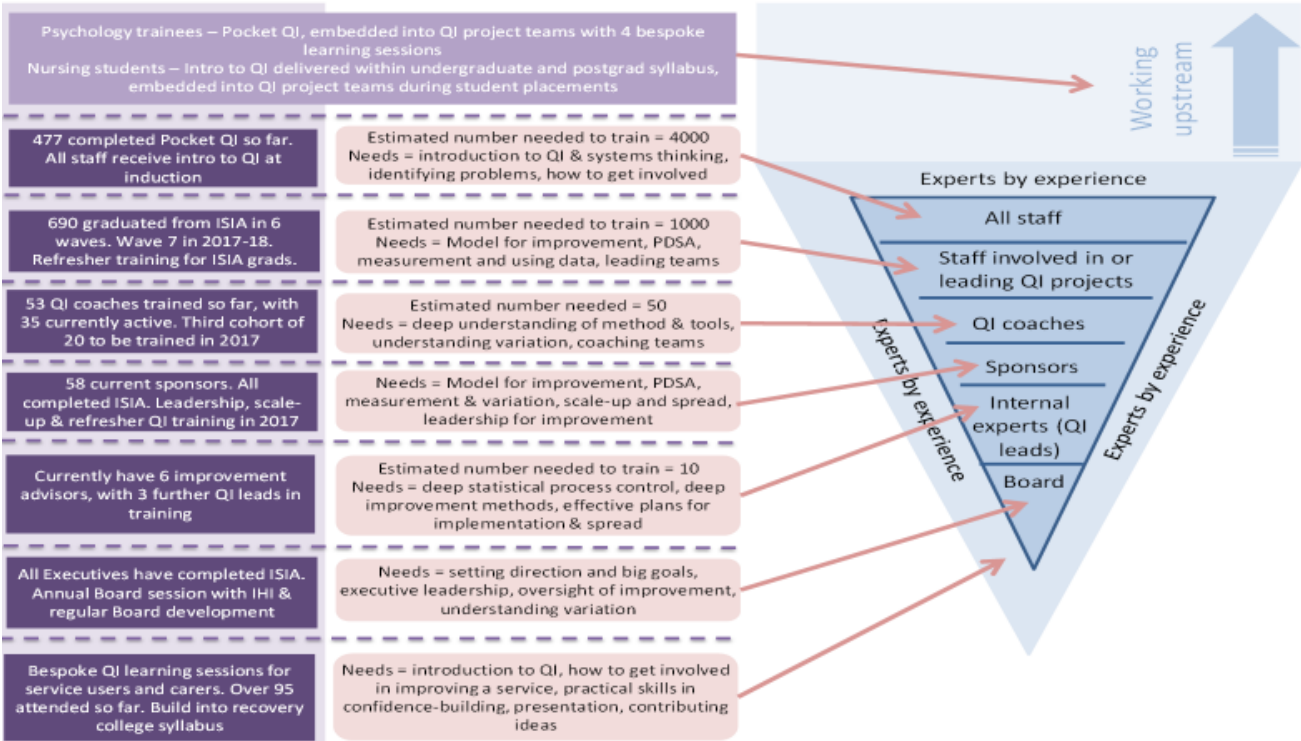 Psychology trainees – Pocket QI, embedded into QI project teams with 4 bespoke
learning sessions
Nursing students – Intro to QI delivered within undergraduate and postgrad syllabus,
embedded into QI project teams during student placements
477 completed Pocket QI so far.
All staff receive intro to QI at
induction
Estimated number needed to train = 4000
Needs = introduction to QI & systems thinking,
identifying problems, how to get involved
690 graduated from ISIA in 6
waves. Wave 7 in 2017-18.
Refresher training for ISIA grads.
Estimated number needed to train = 1000
Needs = Model for improvement, PDSA,
measurement and using data, leading teams
53 QI coaches trained so far, with
35 currently active. Third cohort of
20 to be trained in 2017
Estimated number needed = 50
Needs = deep understanding of method & tools,
understanding variation, coaching teams
58 current sponsors. All
completed ISIA. Leadership, scale-
up & refresher QI training in 2017
Needs = Model for improvement, PDSA,
measurement & variation, scale-up and spread,
leadership for improvement
Currently have 6 improvement
advisors, with 3 further QI leads in
training
Estimated number needed to train = 10
Needs = deep statistical process control, deep
improvement methods, effective plans for
implementation & spread
All Executives have completed ISIA.
Annual Board session with IHI &
regular Board development
Needs = setting direction and big goals,
executive leadership, oversight of improvement,
understanding variation
Bespoke QI learning sessions for
service users and carers. Over 95
attended so far. Build into recovery
college syllabus
Needs = introduction to QI, how to get involved
in improving a service, practical skills in
confidence-building, presentation, contributing
ideas
Working
upstream
Experts by experience
All staff
Staff involved in or
leading QI projects
QI coaches
Sponsors
Internal
experts (QI
leads)
Board
Experts by experience
Experts by experience